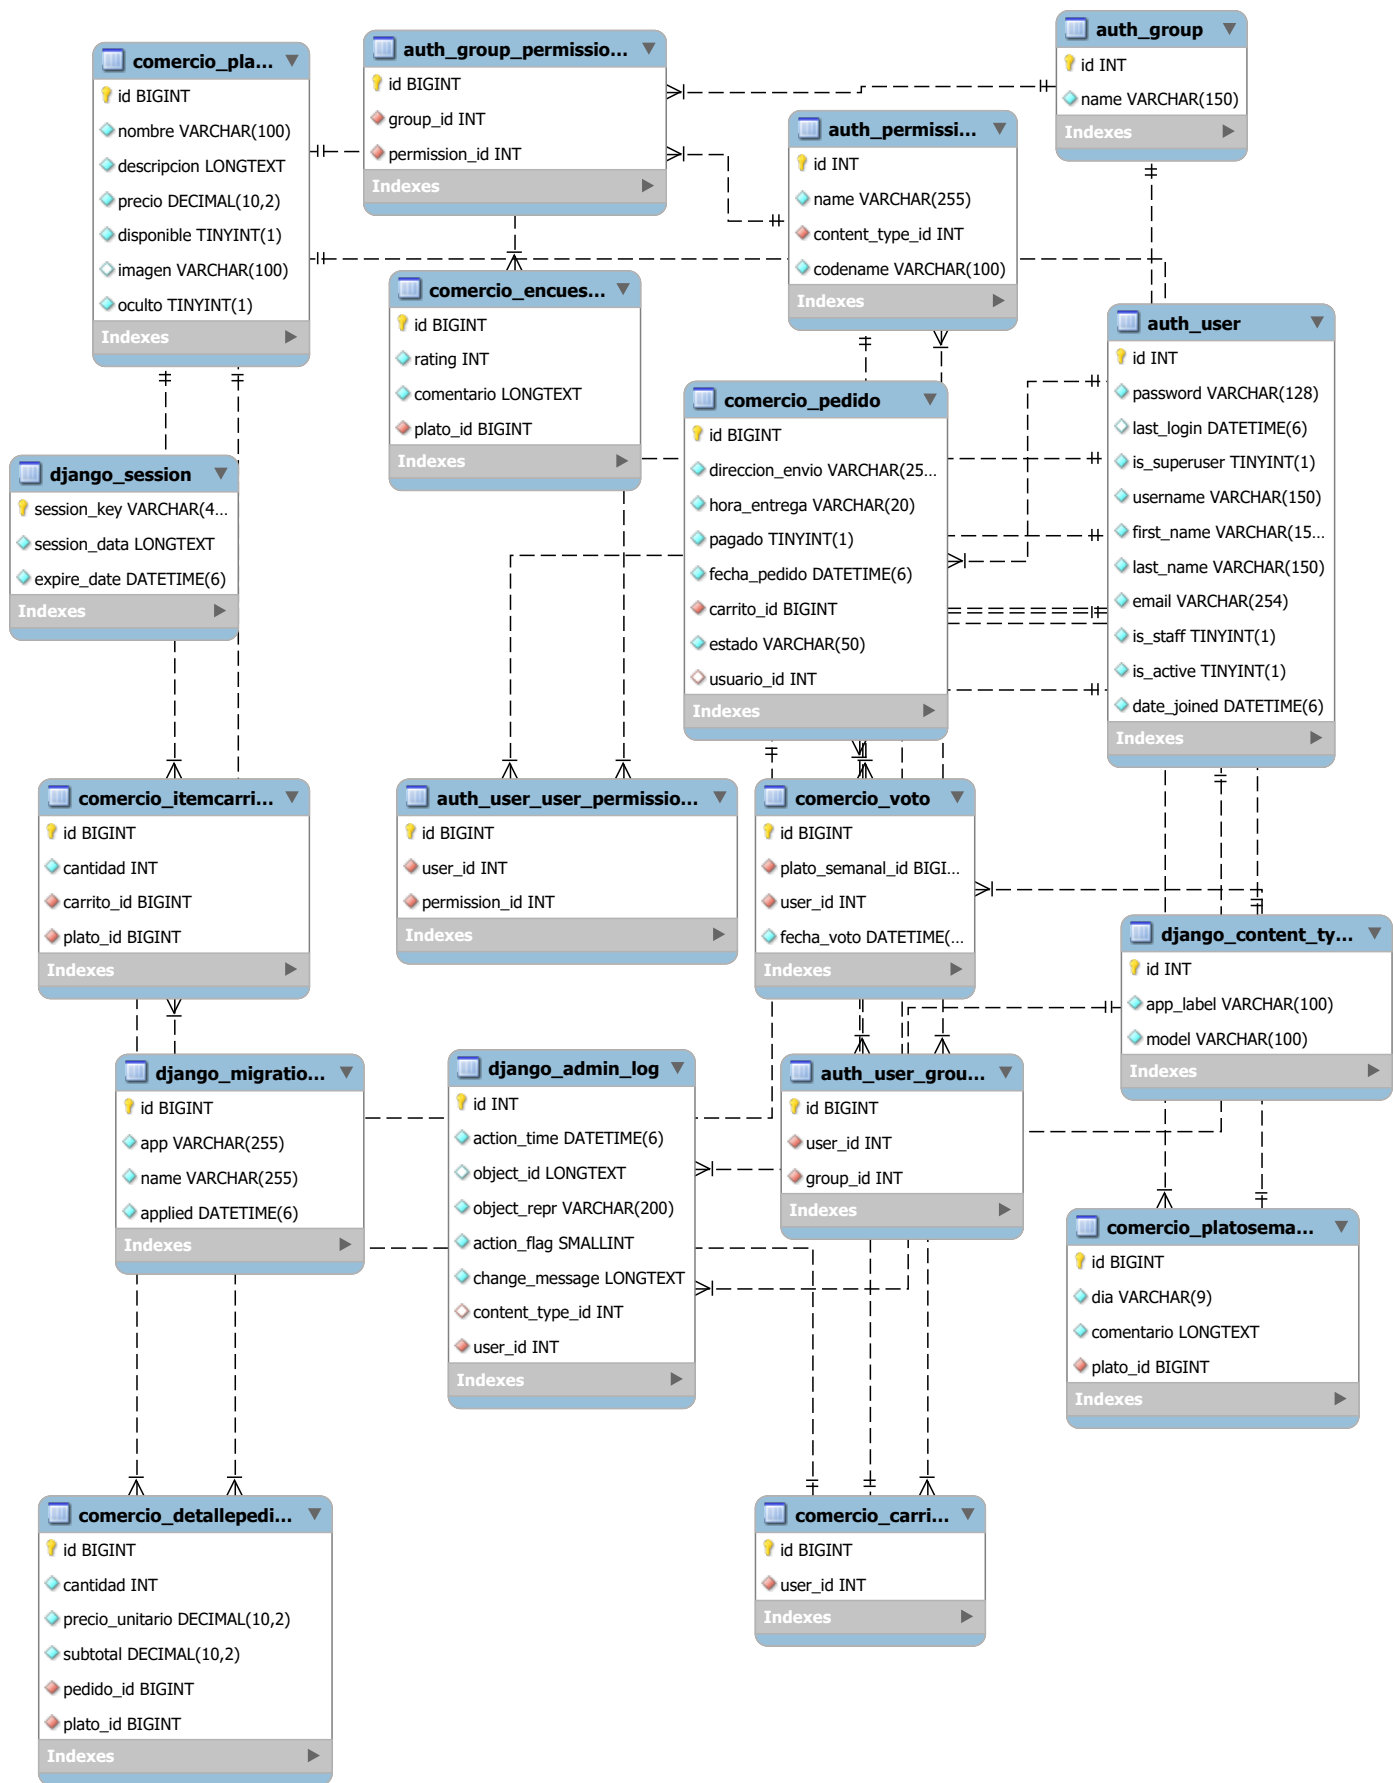 comercio_pla...
id BIGINT
nombre VARCHAR(100)
descripcion LONGTEXT
precio DECIMAL(10,2)
disponible TINYINT(1)
imagen VARCHAR(100)
oculto TINYINT(1)
Indexes
auth_group_permissio...
id BIGINT
group_id INT
permission_id INT
Indexes
auth_group
id INT
name VARCHAR(150)
Indexes
auth_permissi...
id INT
name VARCHAR(255)
content_type_id INT
codename VARCHAR(100)
Indexes
comercio_encues...
id BIGINT
rating INT
comentario LONGTEXT
plato_id BIGINT
Indexes
auth_user
id INT
password VARCHAR(128)
last_login DATETIME(6)
is_superuser TINYINT(1)
username VARCHAR(150)
first_name VARCHAR(15...
last_name VARCHAR(150)
email VARCHAR(254)
is_staff TINYINT(1)
is_active TINYINT(1)
date_joined DATETIME(6)
Indexes
comercio_pedido
id BIGINT
direccion_envio VARCHAR(25...
hora_entrega VARCHAR(20)
pagado TINYINT(1)
fecha_pedido DATETIME(6)
carrito_id BIGINT
estado VARCHAR(50)
usuario_id INT
Indexes
django_session
session_key VARCHAR(4...
session_data LONGTEXT
expire_date DATETIME(6)
Indexes
comercio_itemcarri...
id BIGINT
cantidad INT
carrito_id BIGINT
plato_id BIGINT
Indexes
auth_user_user_permissio...
id BIGINT
user_id INT
permission_id INT
Indexes
comercio_voto
id BIGINT
plato_semanal_id BIGI...
user_id INT
fecha_voto DATETIME(...
Indexes
django_content_ty...
id INT
app_label VARCHAR(100)
model VARCHAR(100)
Indexes
django_migratio...
id BIGINT
app VARCHAR(255)
name VARCHAR(255)
applied DATETIME(6)
Indexes
django_admin_log
id INT
action_time DATETIME(6)
object_id LONGTEXT
object_repr VARCHAR(200)
action_flag SMALLINT
change_message LONGTEXT
content_type_id INT
user_id INT
Indexes
auth_user_grou...
id BIGINT
user_id INT
group_id INT
Indexes
comercio_platosema...
id BIGINT
dia VARCHAR(9)
comentario LONGTEXT
plato_id BIGINT
Indexes
comercio_detallepedi...
id BIGINT
cantidad INT
precio_unitario DECIMAL(10,2)
subtotal DECIMAL(10,2)
pedido_id BIGINT
plato_id BIGINT
Indexes
comercio_carri...
id BIGINT
user_id INT
Indexes